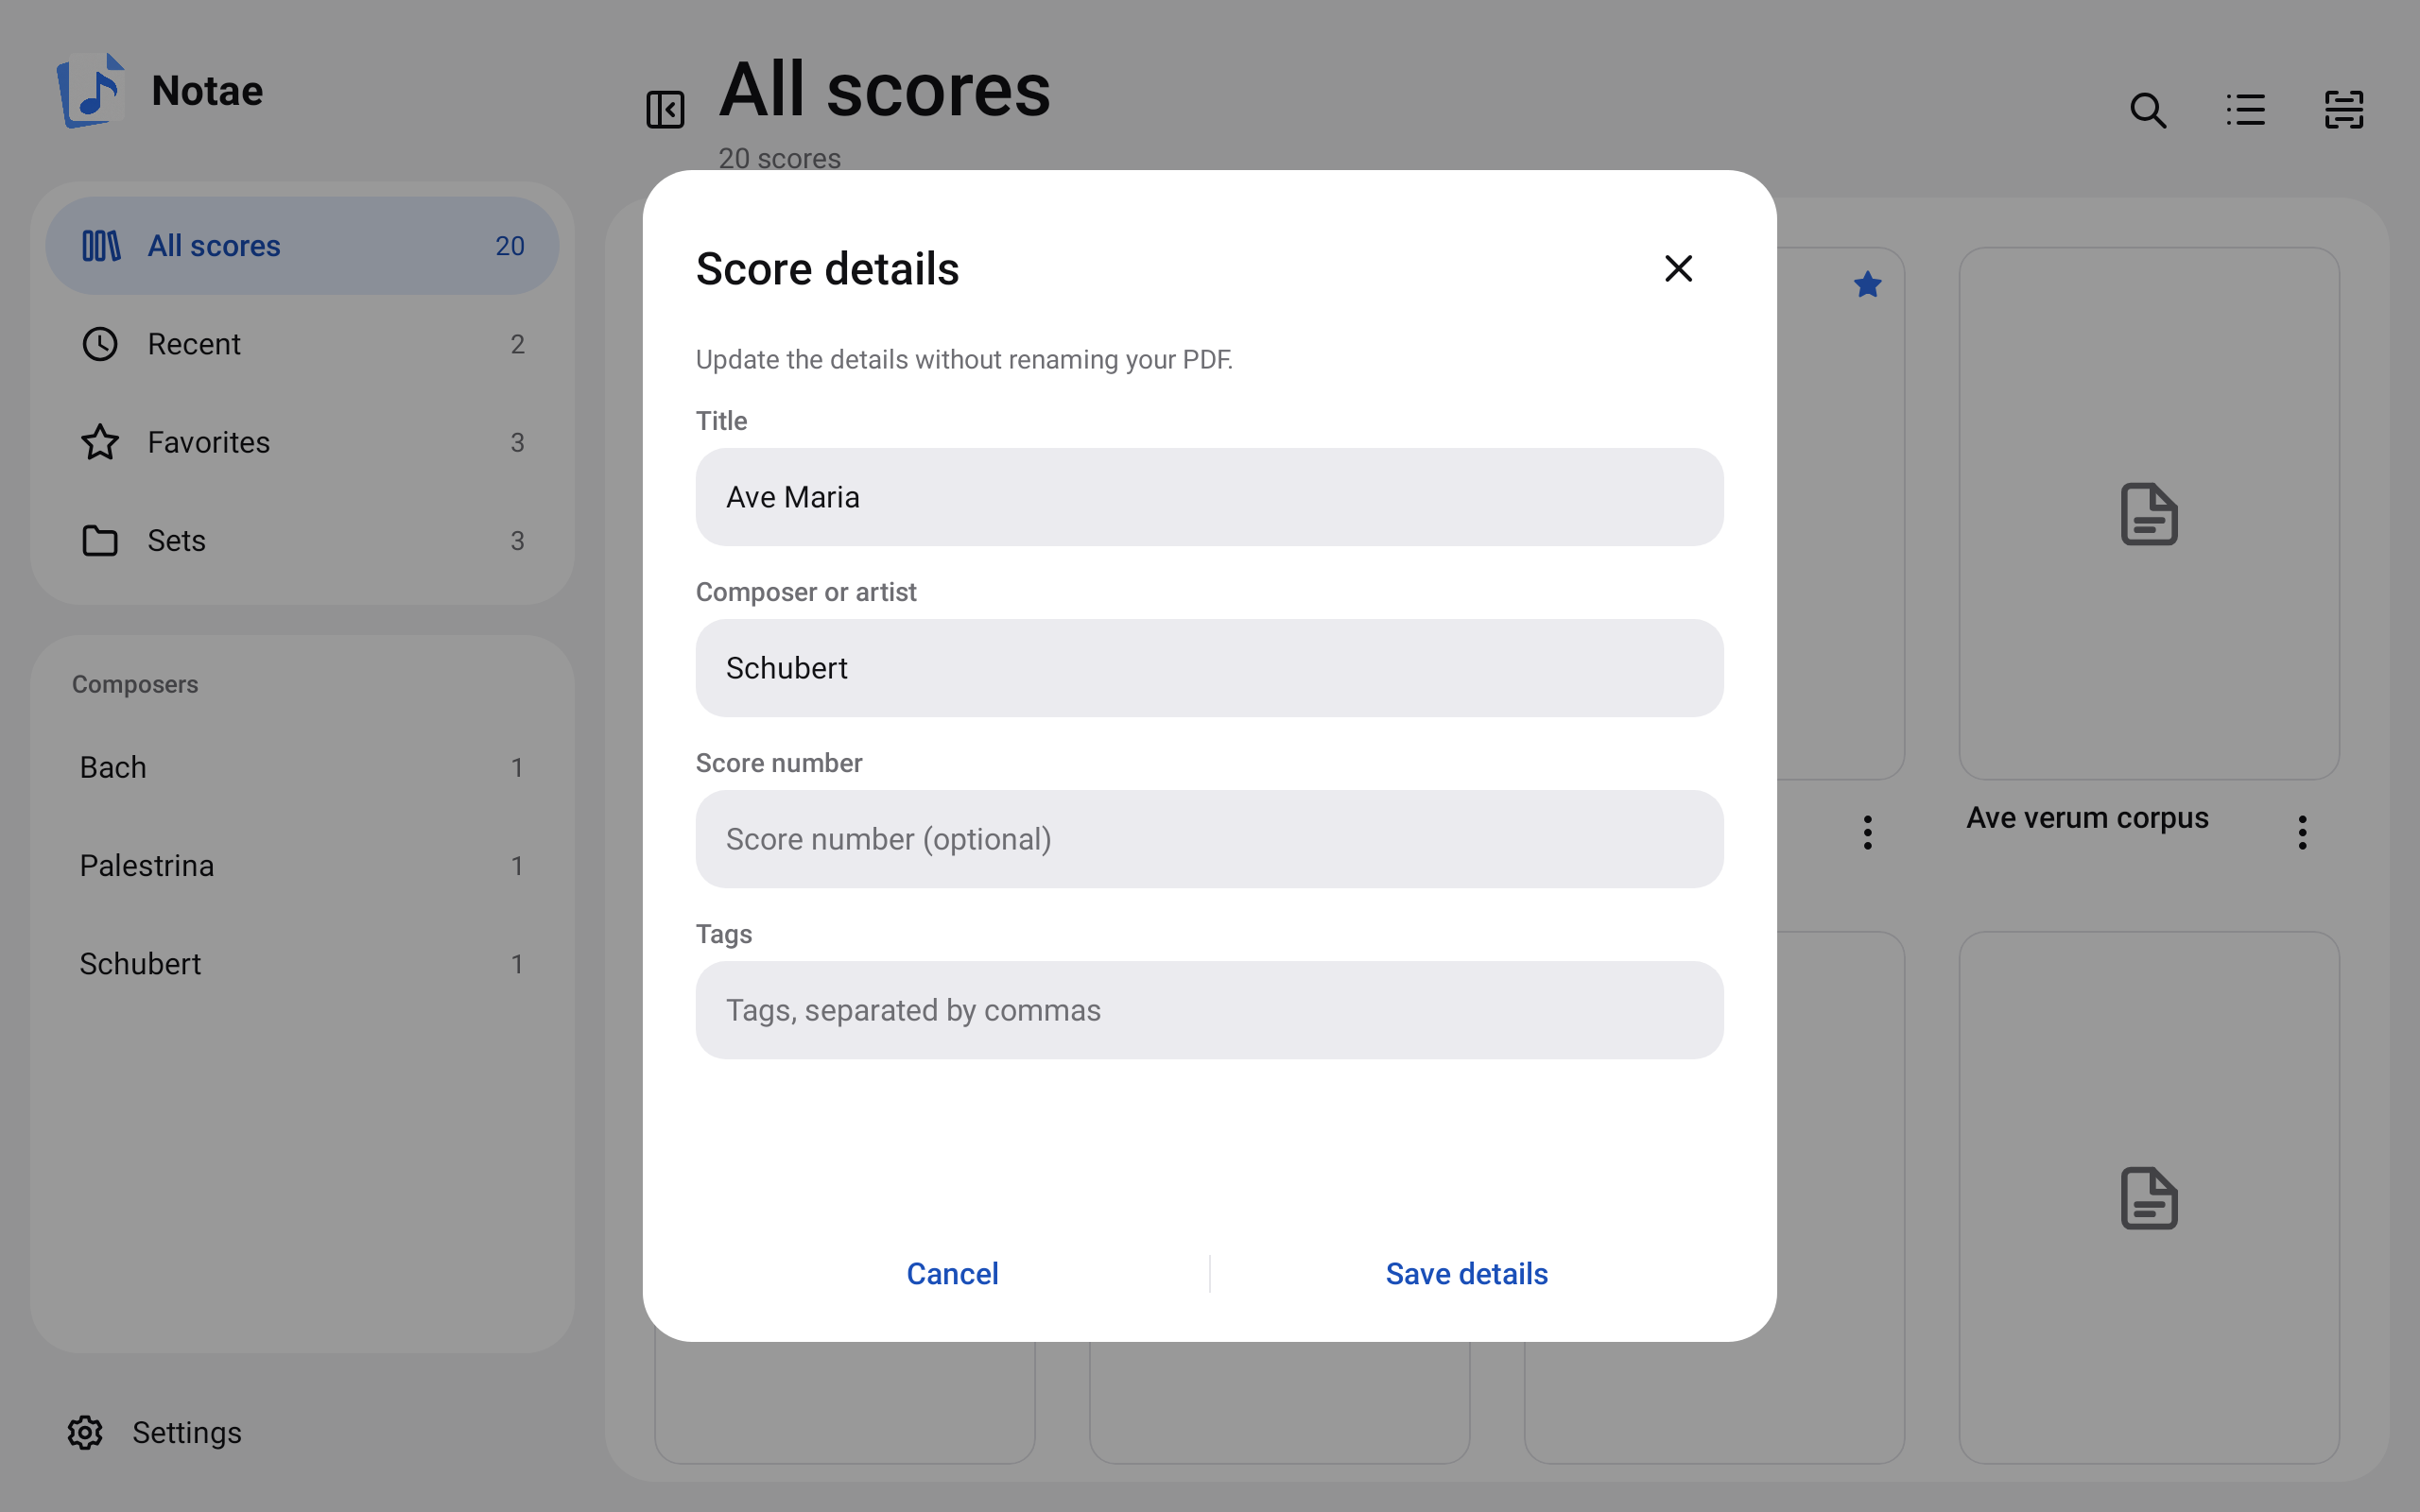 Notae
All scores
20 scores
All scores 20
Recent 2
Favorites 3
Sets 3
Composers
Bach 1
Palestrina 1
Schubert 1
Settings
Score details
Update the details without renaming your PDF.
Title
Ave Maria
Composer or artist
Schubert
Score number
Score number (optional)
Tags
Tags, separated by commas
Cancel
Save details
Ave verum corpus